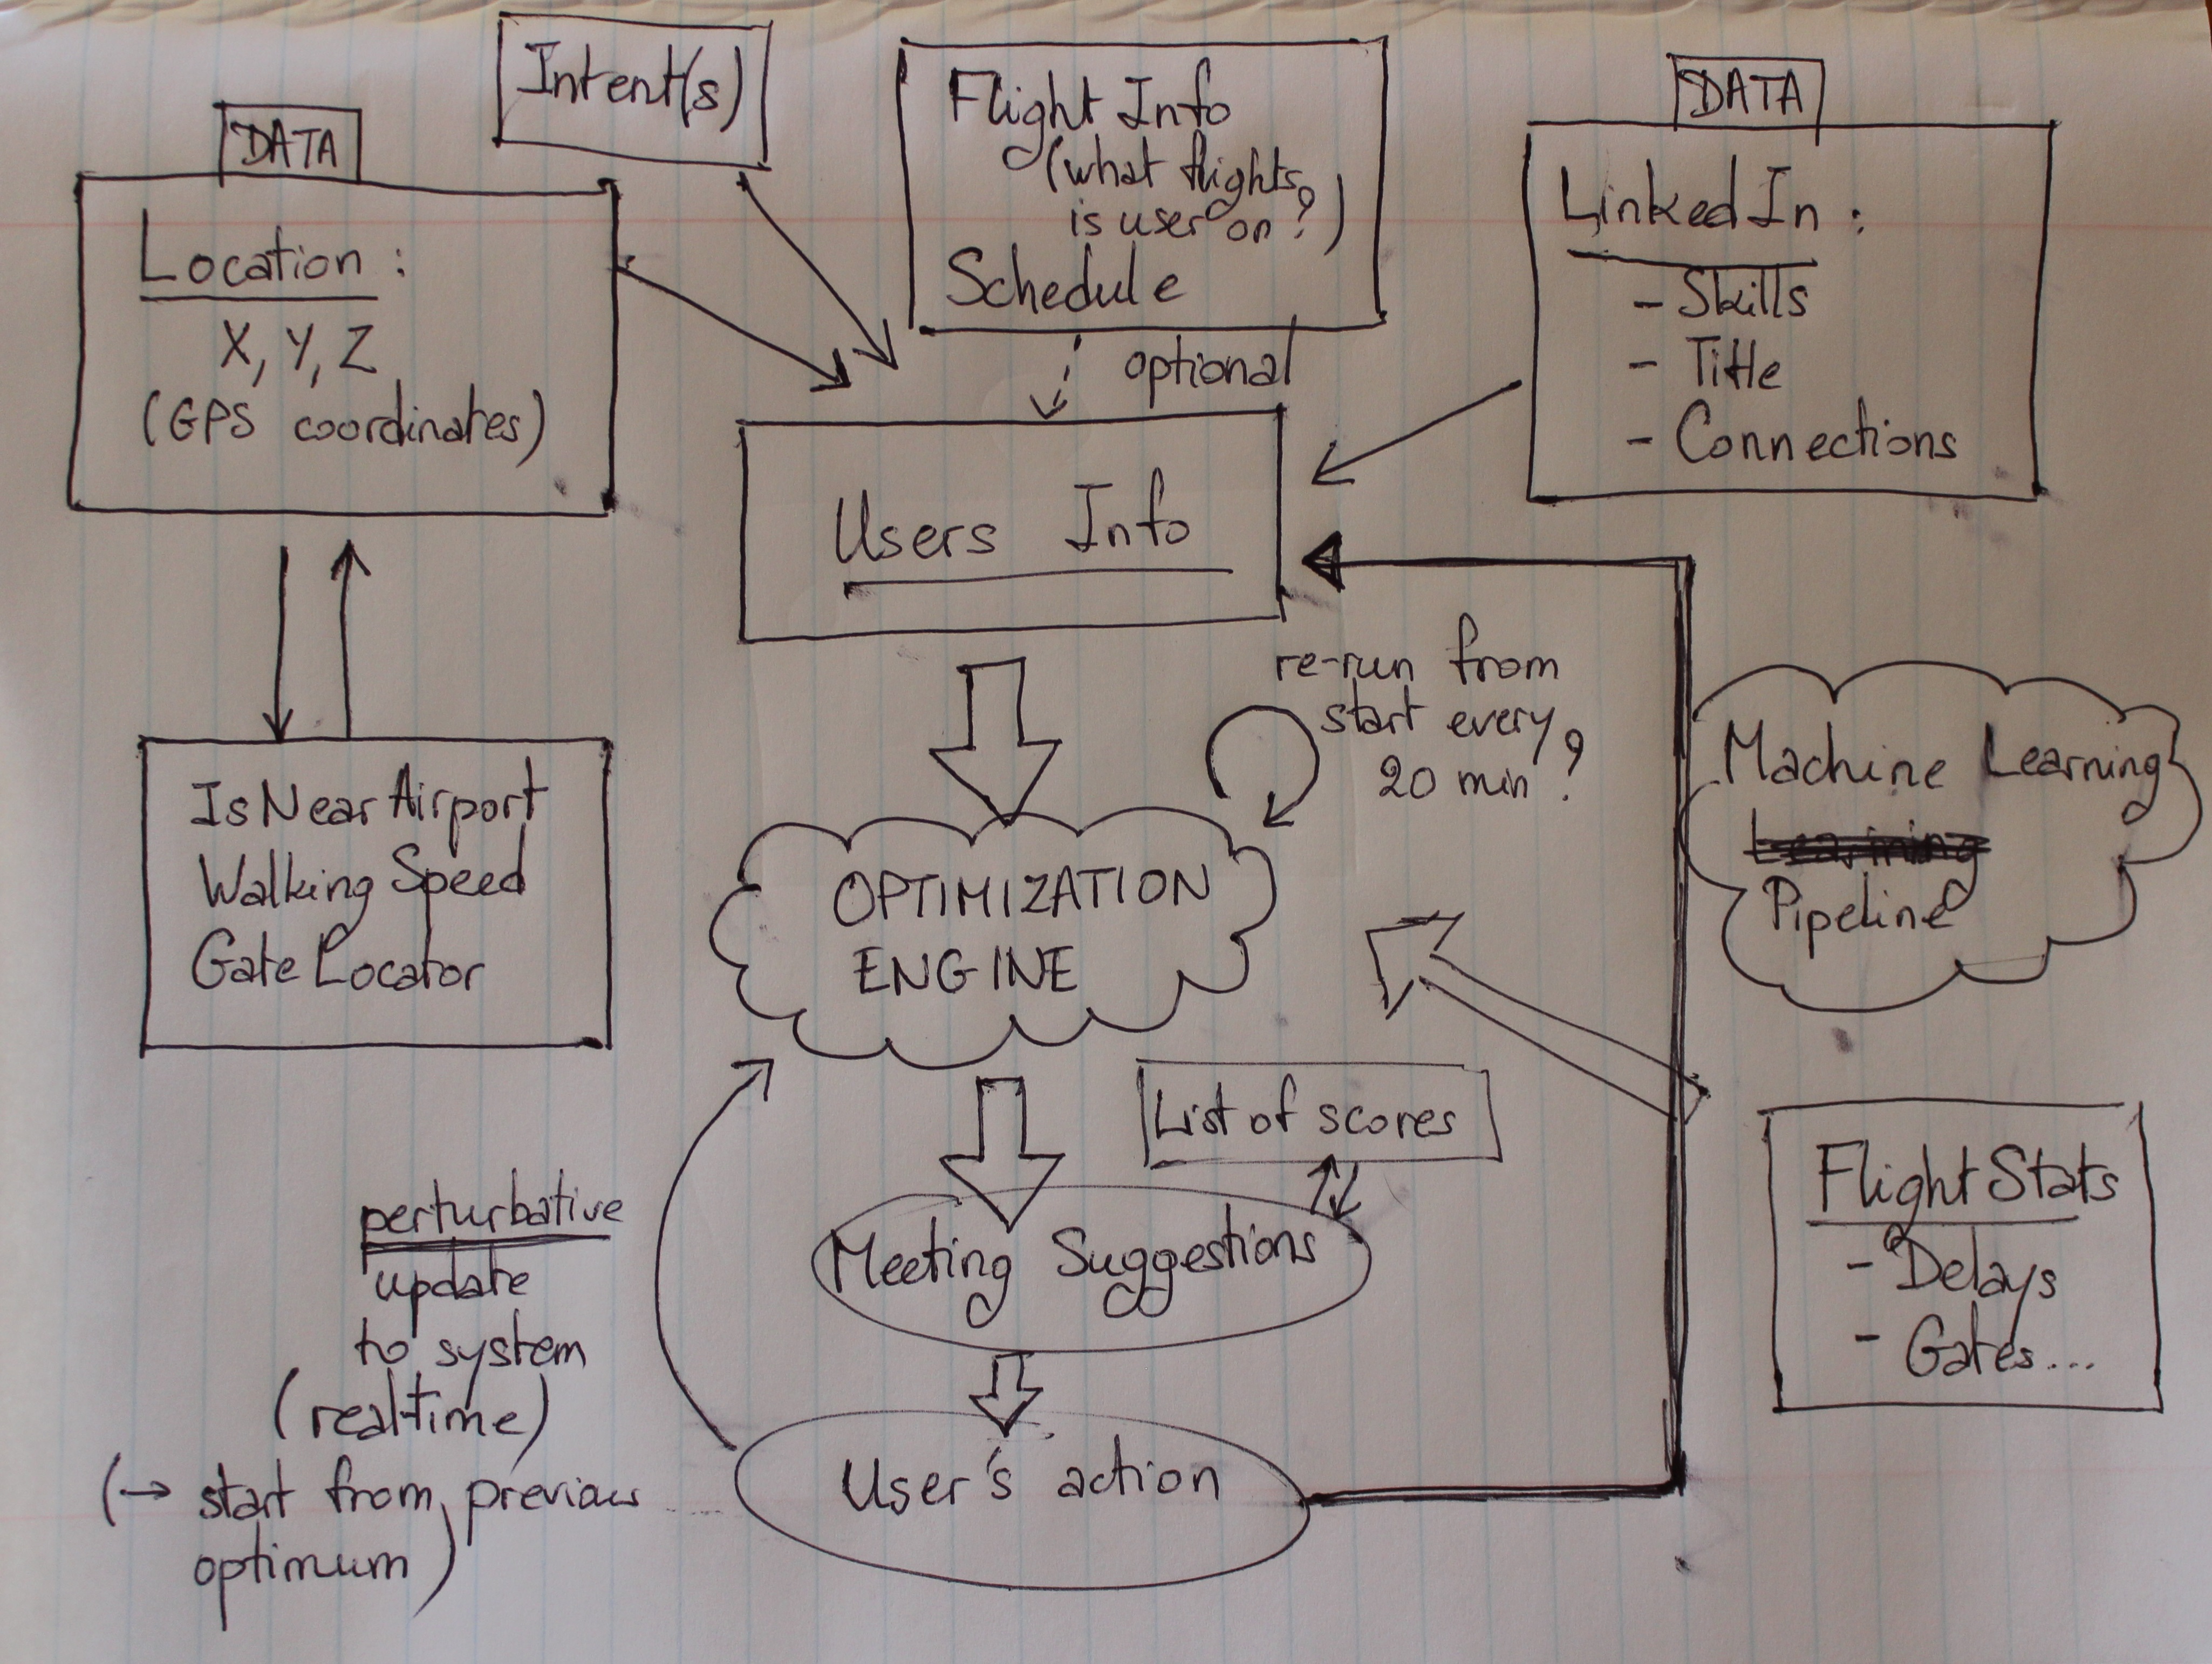 Intent(s)
Flight Info
(what flights
is user on?)
Schedule
DATA
Location :
X, Y, Z
(GPS coordinates)
DATA
LinkedIn :
- Skills
- Title
- Connections
optional
Users Info
re-run from
start every
20 min ?
IsNearAirport
Walking Speed
Gate Locator
OPTIMIZATION
ENGINE
Machine Learning
Learining
Pipeline
List of scores
FlightStats
- Delays
- Gates...
Meeting Suggestions
perturbative
update
to system
(realtime)
(→ start from previous
optimum)
User's action